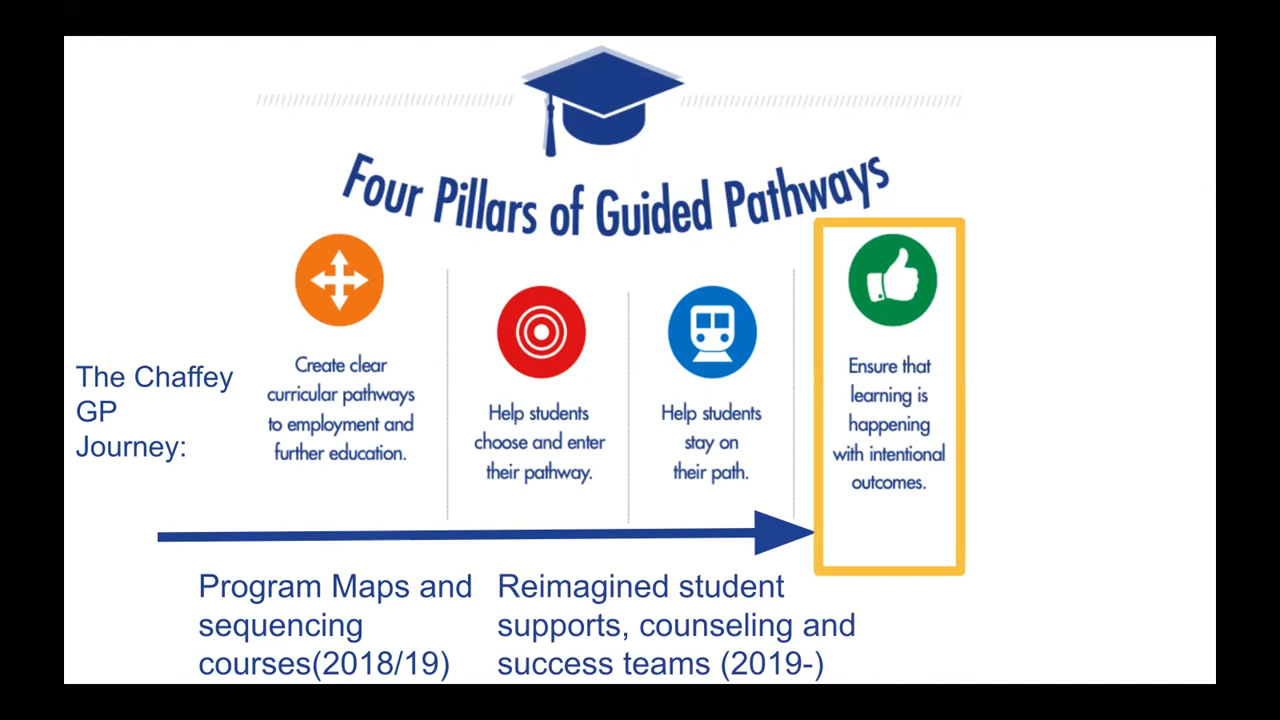 Four Pillars of Guided Pathways
The Chaffey
GP
Journey:
Create clear
curricular pathways
to employment and
further education.
Help students
choose and enter
their pathway.
Help students
stay on
their path.
Ensure that
learning is
happening
with intentional
outcomes.
Program Maps and
sequencing
courses(2018/19)
Reimagined student
supports, counseling and
success teams (2019-)